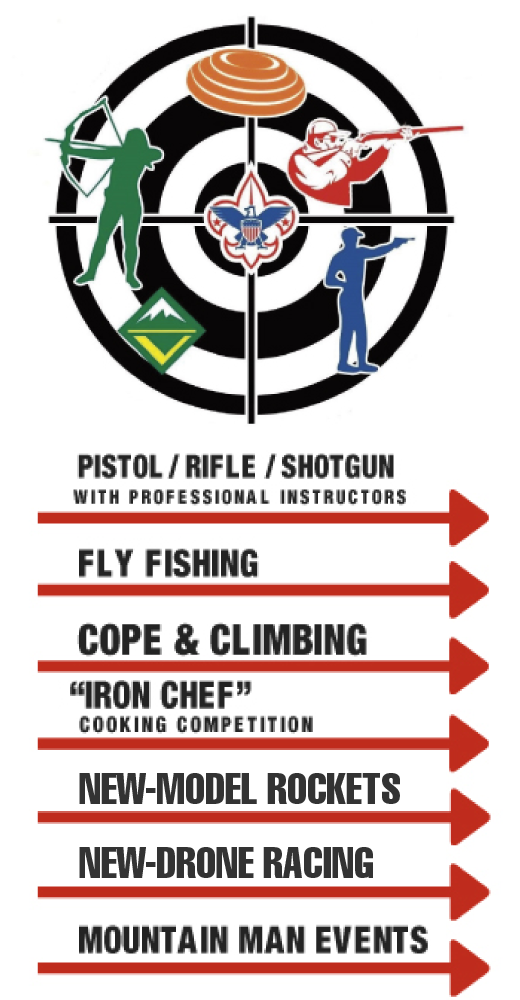 PISTOL / RIFLE / SHOTGUN
WITH PROFESSIONAL INSTRUCTORS
FLY FISHING
COPE & CLIMBING
“IRON CHEF”
COOKING COMPETITION
NEW-MODEL ROCKETS
NEW-DRONE RACING
MOUNTAIN MAN EVENTS